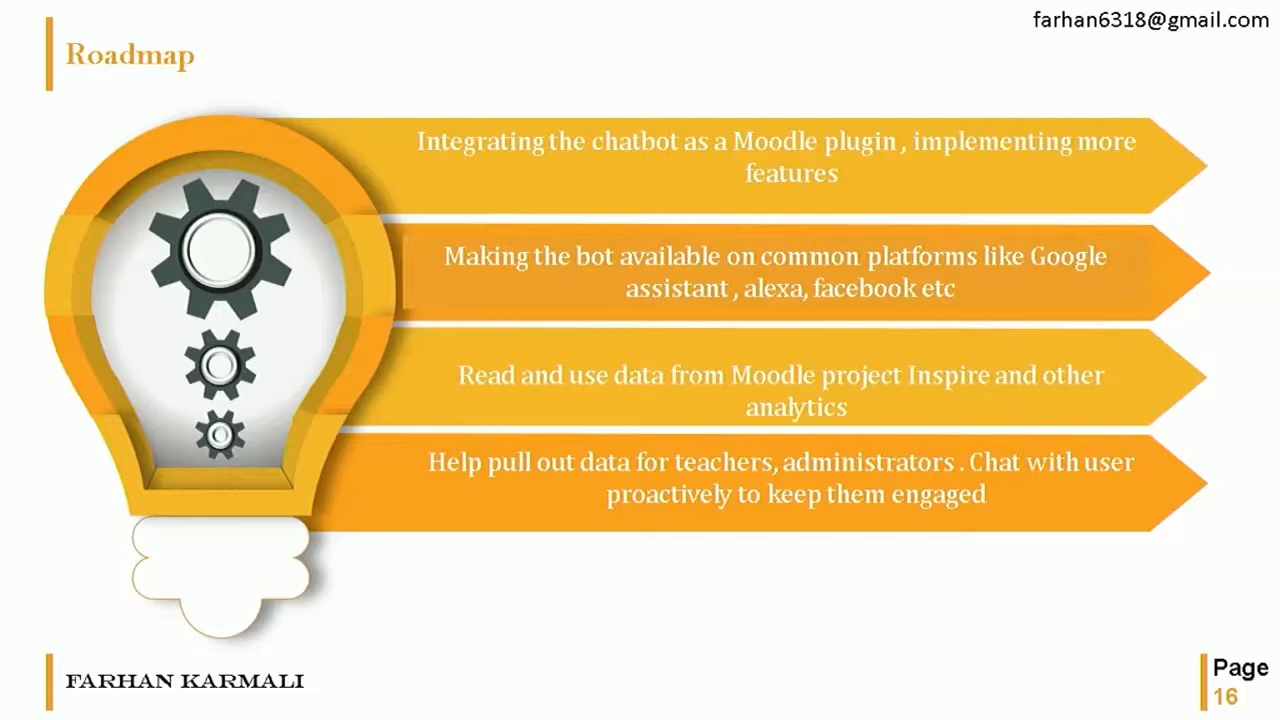 farhan6318@gmail.com
Roadmap
Integrating the chatbot as a Moodle plugin , implementing more
features
Making the bot available on common platforms like Google
assistant , alexa, facebook etc
Read and use data from Moodle project Inspire and other
analytics
Help pull out data for teachers, administrators . Chat with user
proactively to keep them engaged
FARHAN KARMALI
Page
16